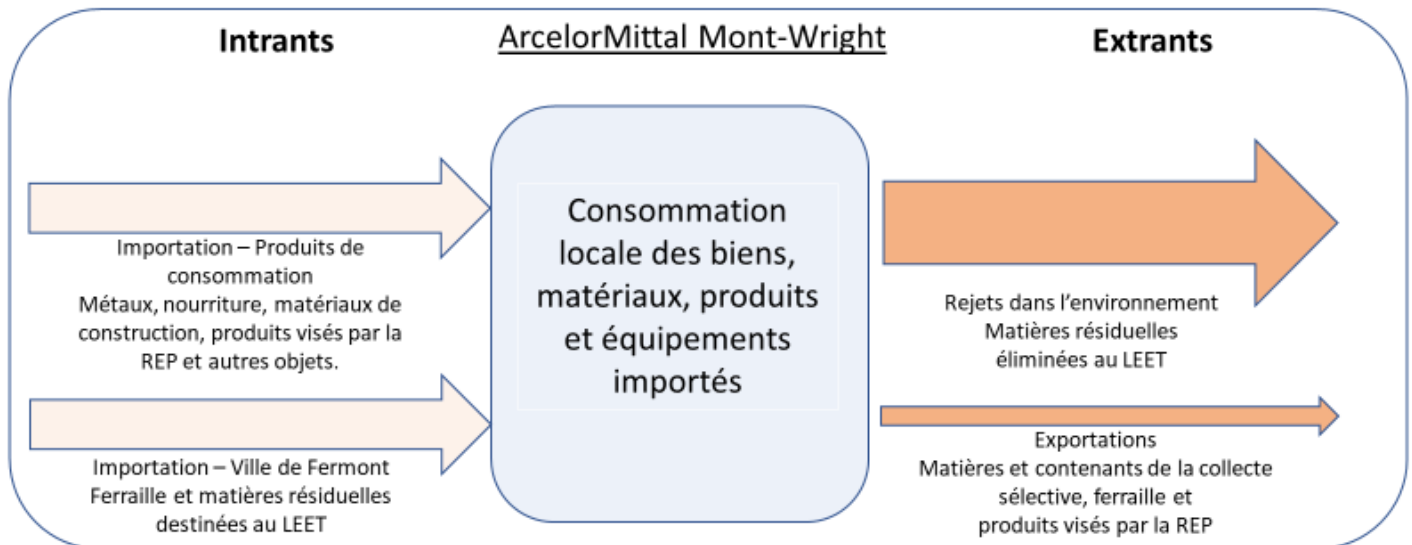 Intrants
ArcelorMittal Mont-Wright
Extrants
Importation – Produits de
consommation
Métaux, nourriture, matériaux de
construction, produits visés par la
REP et autres objets.
Importation – Ville de Fermont
Ferraille et matières résiduelles
destinées au LEET
Consommation
locale des biens,
matériaux, produits
et équipements
importés
Rejets dans l’environnement
Matières résiduelles
éliminées au LEET
Exportations
Matières et contenants de la collecte
sélective, ferraille et
produits visés par la REP